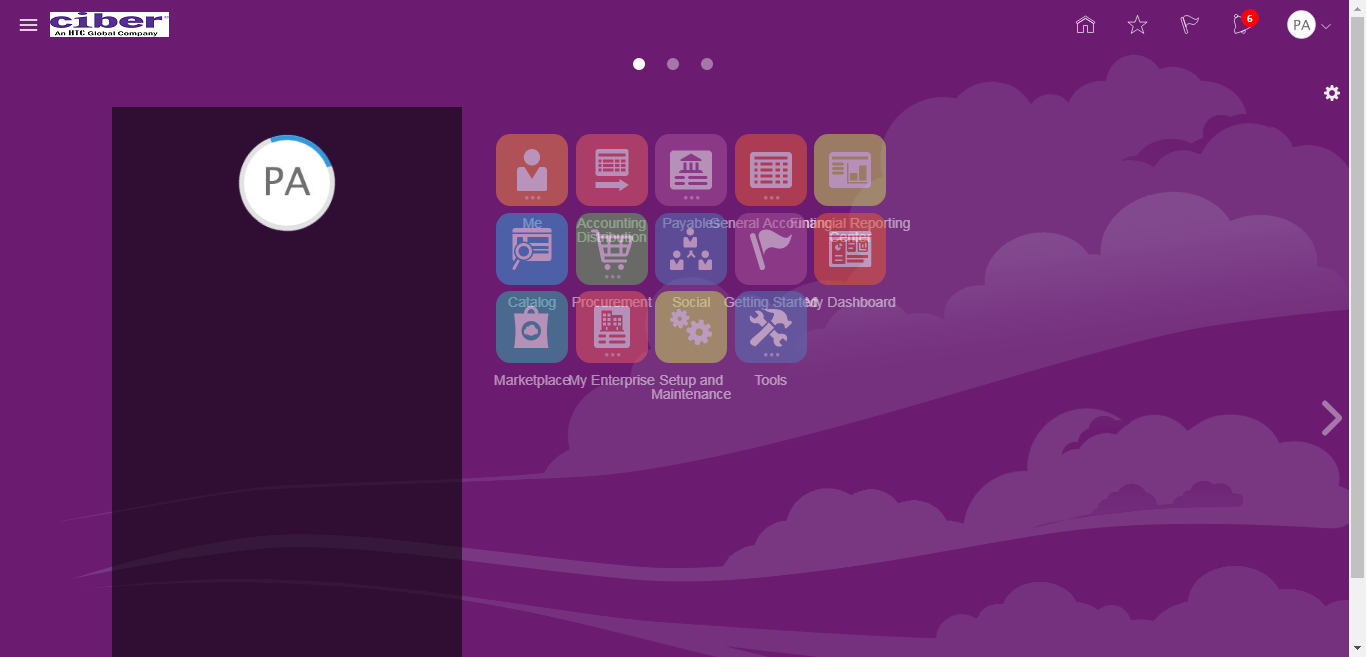 ciber
An HTC Global Company
6
PA
PA
Me
Accounting
Distribution
Payables
General Accounting
Financial Reporting
Center
Catalog
Procurement
Social
Getting Started
My Dashboard
Marketplace
My Enterprise
Setup and
Maintenance
Tools